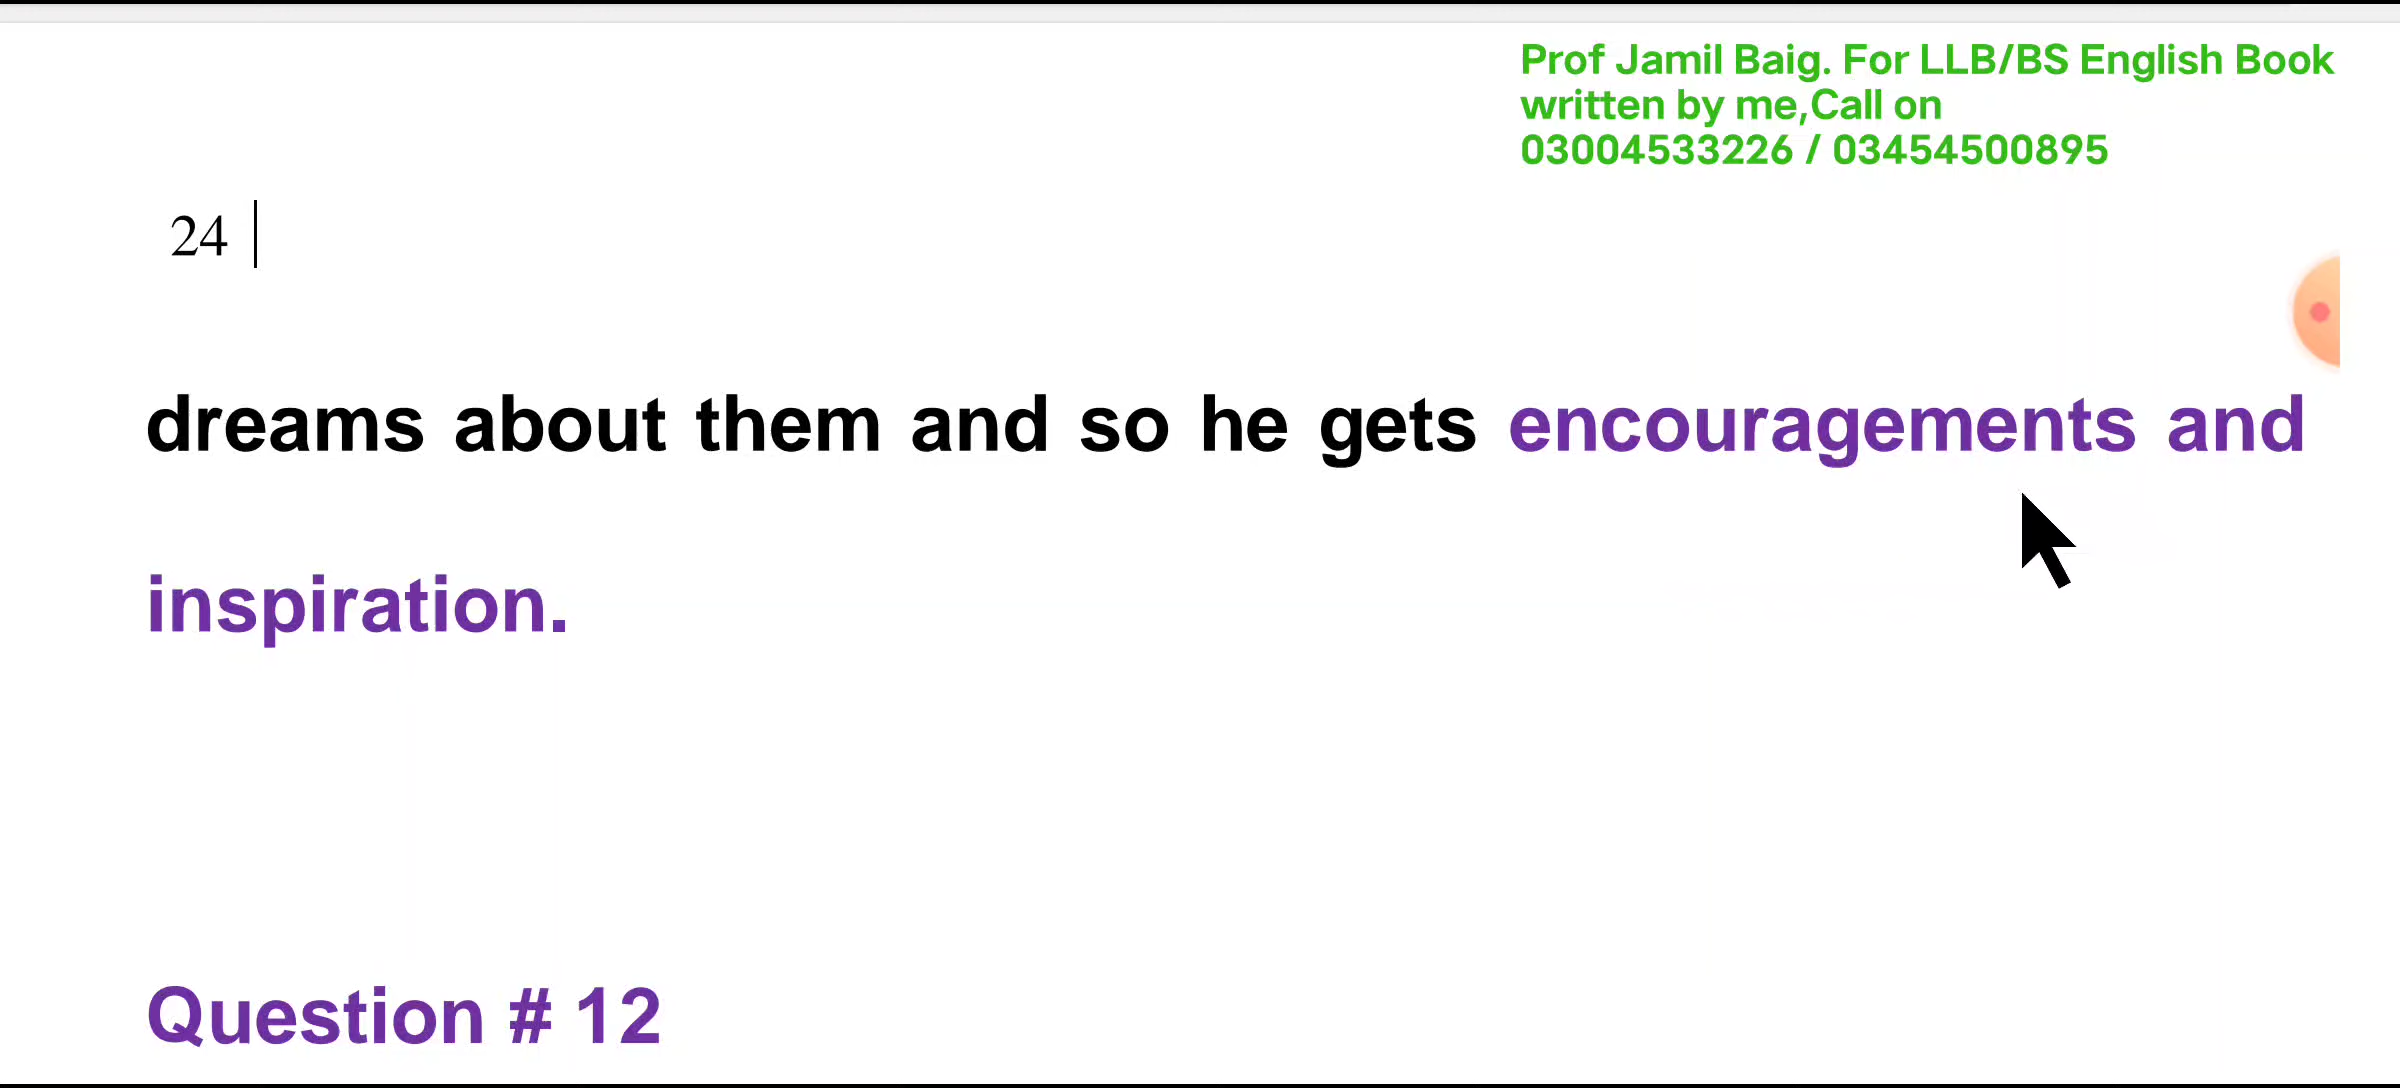 Prof Jamil Baig. For LLB/BS English Book
written by me,Call on
03004533226 / 03454500895
24
dreams about them and so he gets encouragements and
inspiration.
Question # 12